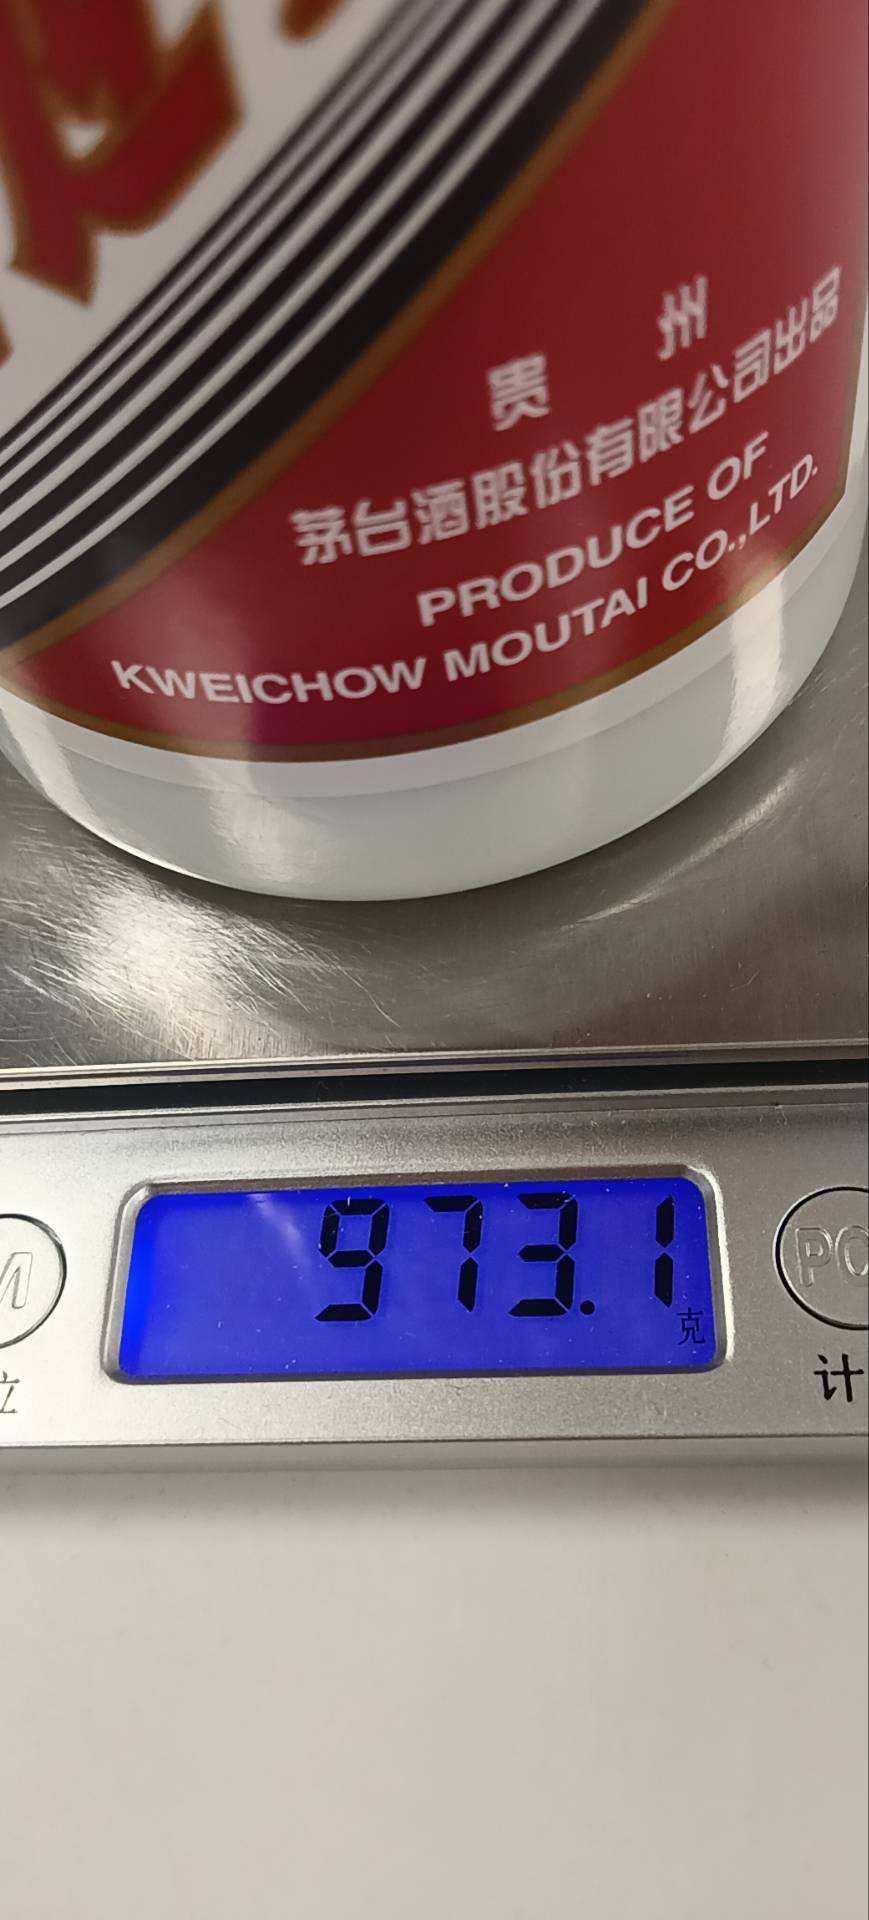 贵州
茅台酒股份有限公司出品
PRODUCE OF
KWEICHOW MOUTAI CO.,LTD.
973.1
克
计